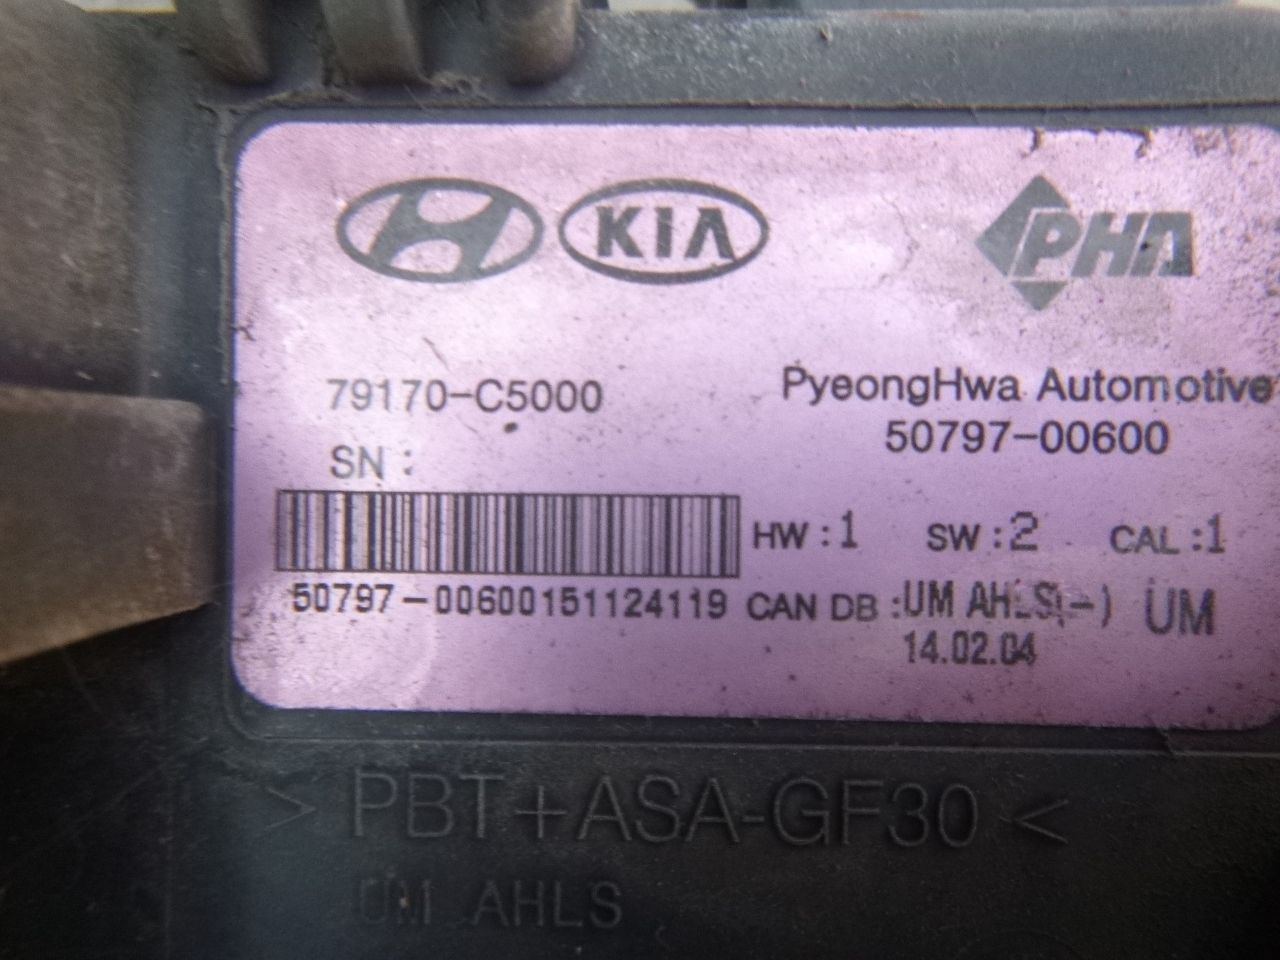 KIA PHA
79170-C5000
PyeongHwa Automotive
50797-00600
SN :
HW : 1 SW : 2 CAL : 1
50797-00600151124119
CAN DB : UM AHLS(-) UM
14.02.04
> PBT+ASA-GF30 <
UM AHLS